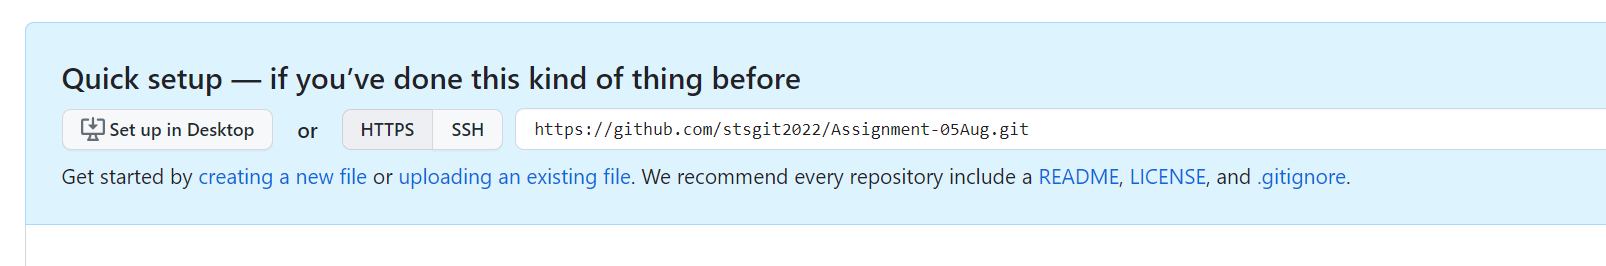 Quick setup — if you’ve done this kind of thing before
Set up in Desktop or HTTPS SSH https://github.com/stsgit2022/Assignment-05Aug.git
Get started by creating a new file or uploading an existing file. We recommend every repository include a README, LICENSE, and .gitignore.